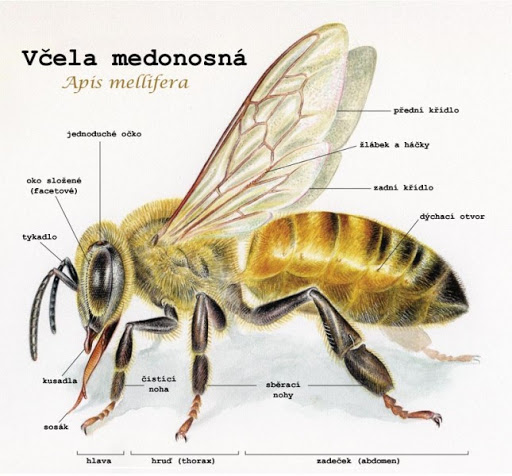 Včela medonosná
Apis mellifera
jednoduché očko
přední křídlo
žlábek a háčky
oko složené
(facetové)
zadní křídlo
dýchací otvor
tykadlo
kusadla
čistící
noha
sběrací
nohy
sosák
hlava
hruď (thorax)
zadeček (abdomen)